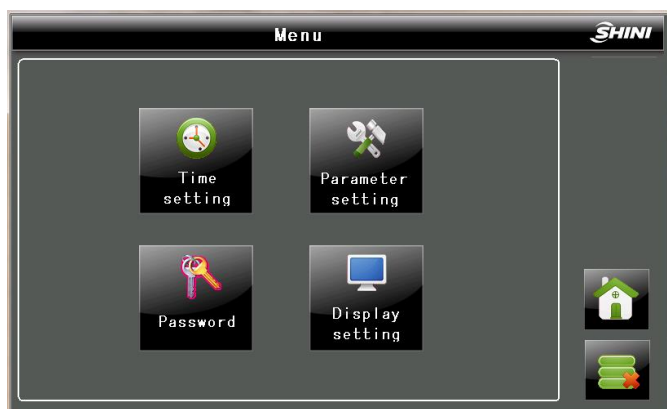 Menu
SHINI
Time
setting
Parameter
setting
Password
Display
setting